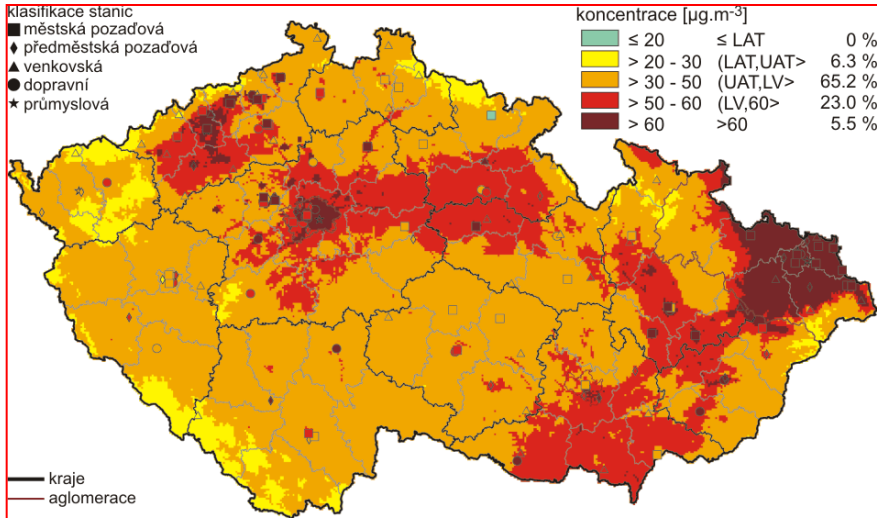 klasifikace stanic
městská pozaďová
předměstská pozaďová
venkovská
dopravní
průmyslová
koncentrace [µg.m⁻³]
≤ 20 ≤ LAT 0 %
> 20 - 30 (LAT,UAT> 6.3 %
> 30 - 50 (UAT,LV> 65.2 %
> 50 - 60 (LV,60> 23.0 %
> 60 >60 5.5 %
kraje
aglomerace